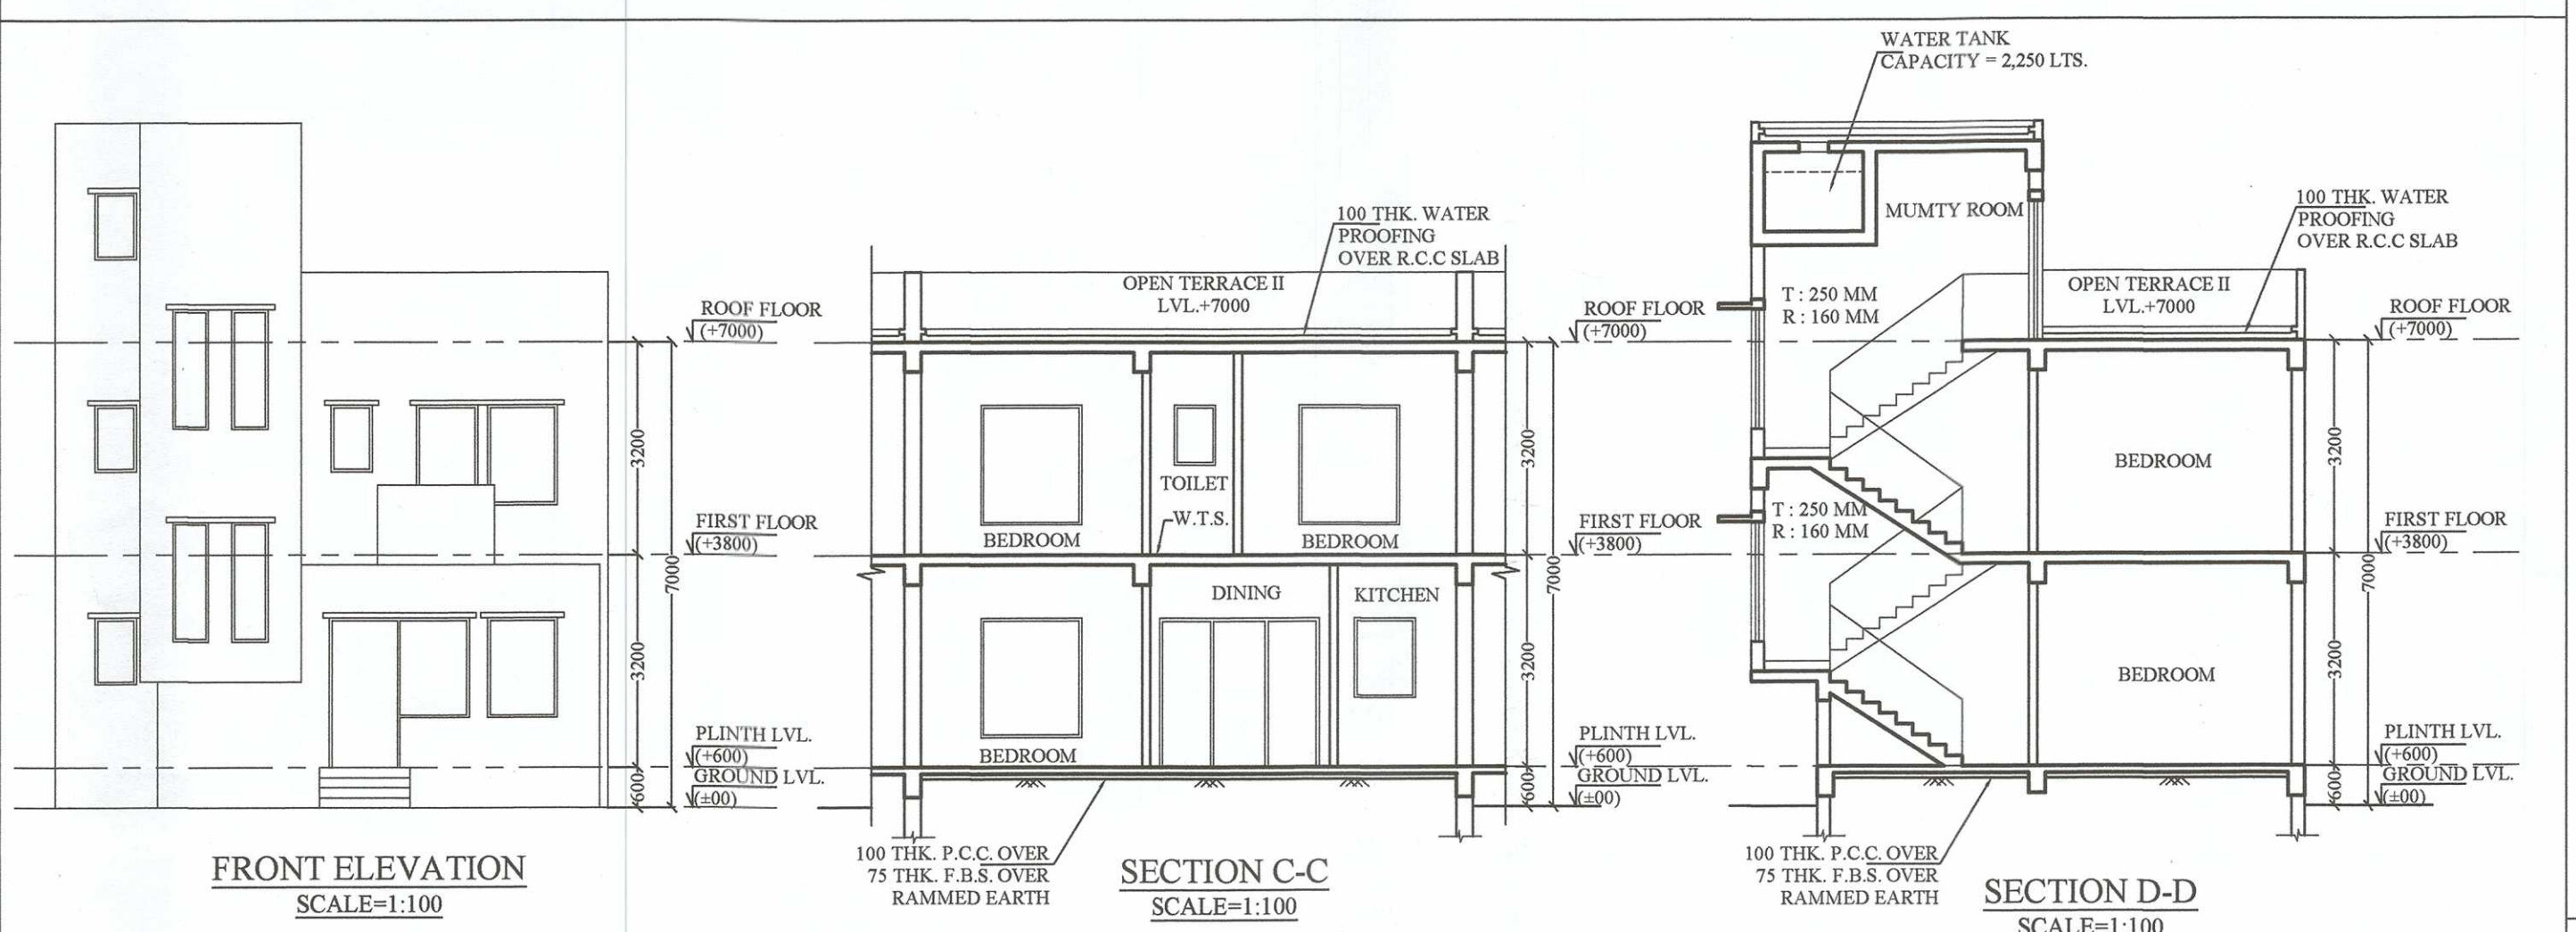 ROOF FLOOR
(+7000)
FIRST FLOOR
(+3800)
PLINTH LVL.
(+600)
GROUND LVL.
(±00)
3200
3200
600
7000
FRONT ELEVATION
SCALE=1:100
100 THK. WATER
PROOFING
OVER R.C.C SLAB
OPEN TERRACE II
LVL.+7000
BEDROOM
TOILET
W.T.S.
BEDROOM
DINING
KITCHEN
BEDROOM
3200
3200
600
7000
ROOF FLOOR
(+7000)
FIRST FLOOR
(+3800)
PLINTH LVL.
(+600)
GROUND LVL.
(±00)
100 THK. P.C.C. OVER
75 THK. F.B.S. OVER
RAMMED EARTH
SECTION C-C
SCALE=1:100
WATER TANK
CAPACITY = 2,250 LTS.
MUMTY ROOM
100 THK. WATER
PROOFING
OVER R.C.C SLAB
T : 250 MM
R : 160 MM
OPEN TERRACE II
LVL.+7000
BEDROOM
T : 250 MM
R : 160 MM
BEDROOM
3200
3200
600
7000
ROOF FLOOR
(+7000)
FIRST FLOOR
(+3800)
PLINTH LVL.
(+600)
GROUND LVL.
(±00)
100 THK. P.C.C. OVER
75 THK. F.B.S. OVER
RAMMED EARTH
SECTION D-D
SCALE=1:100